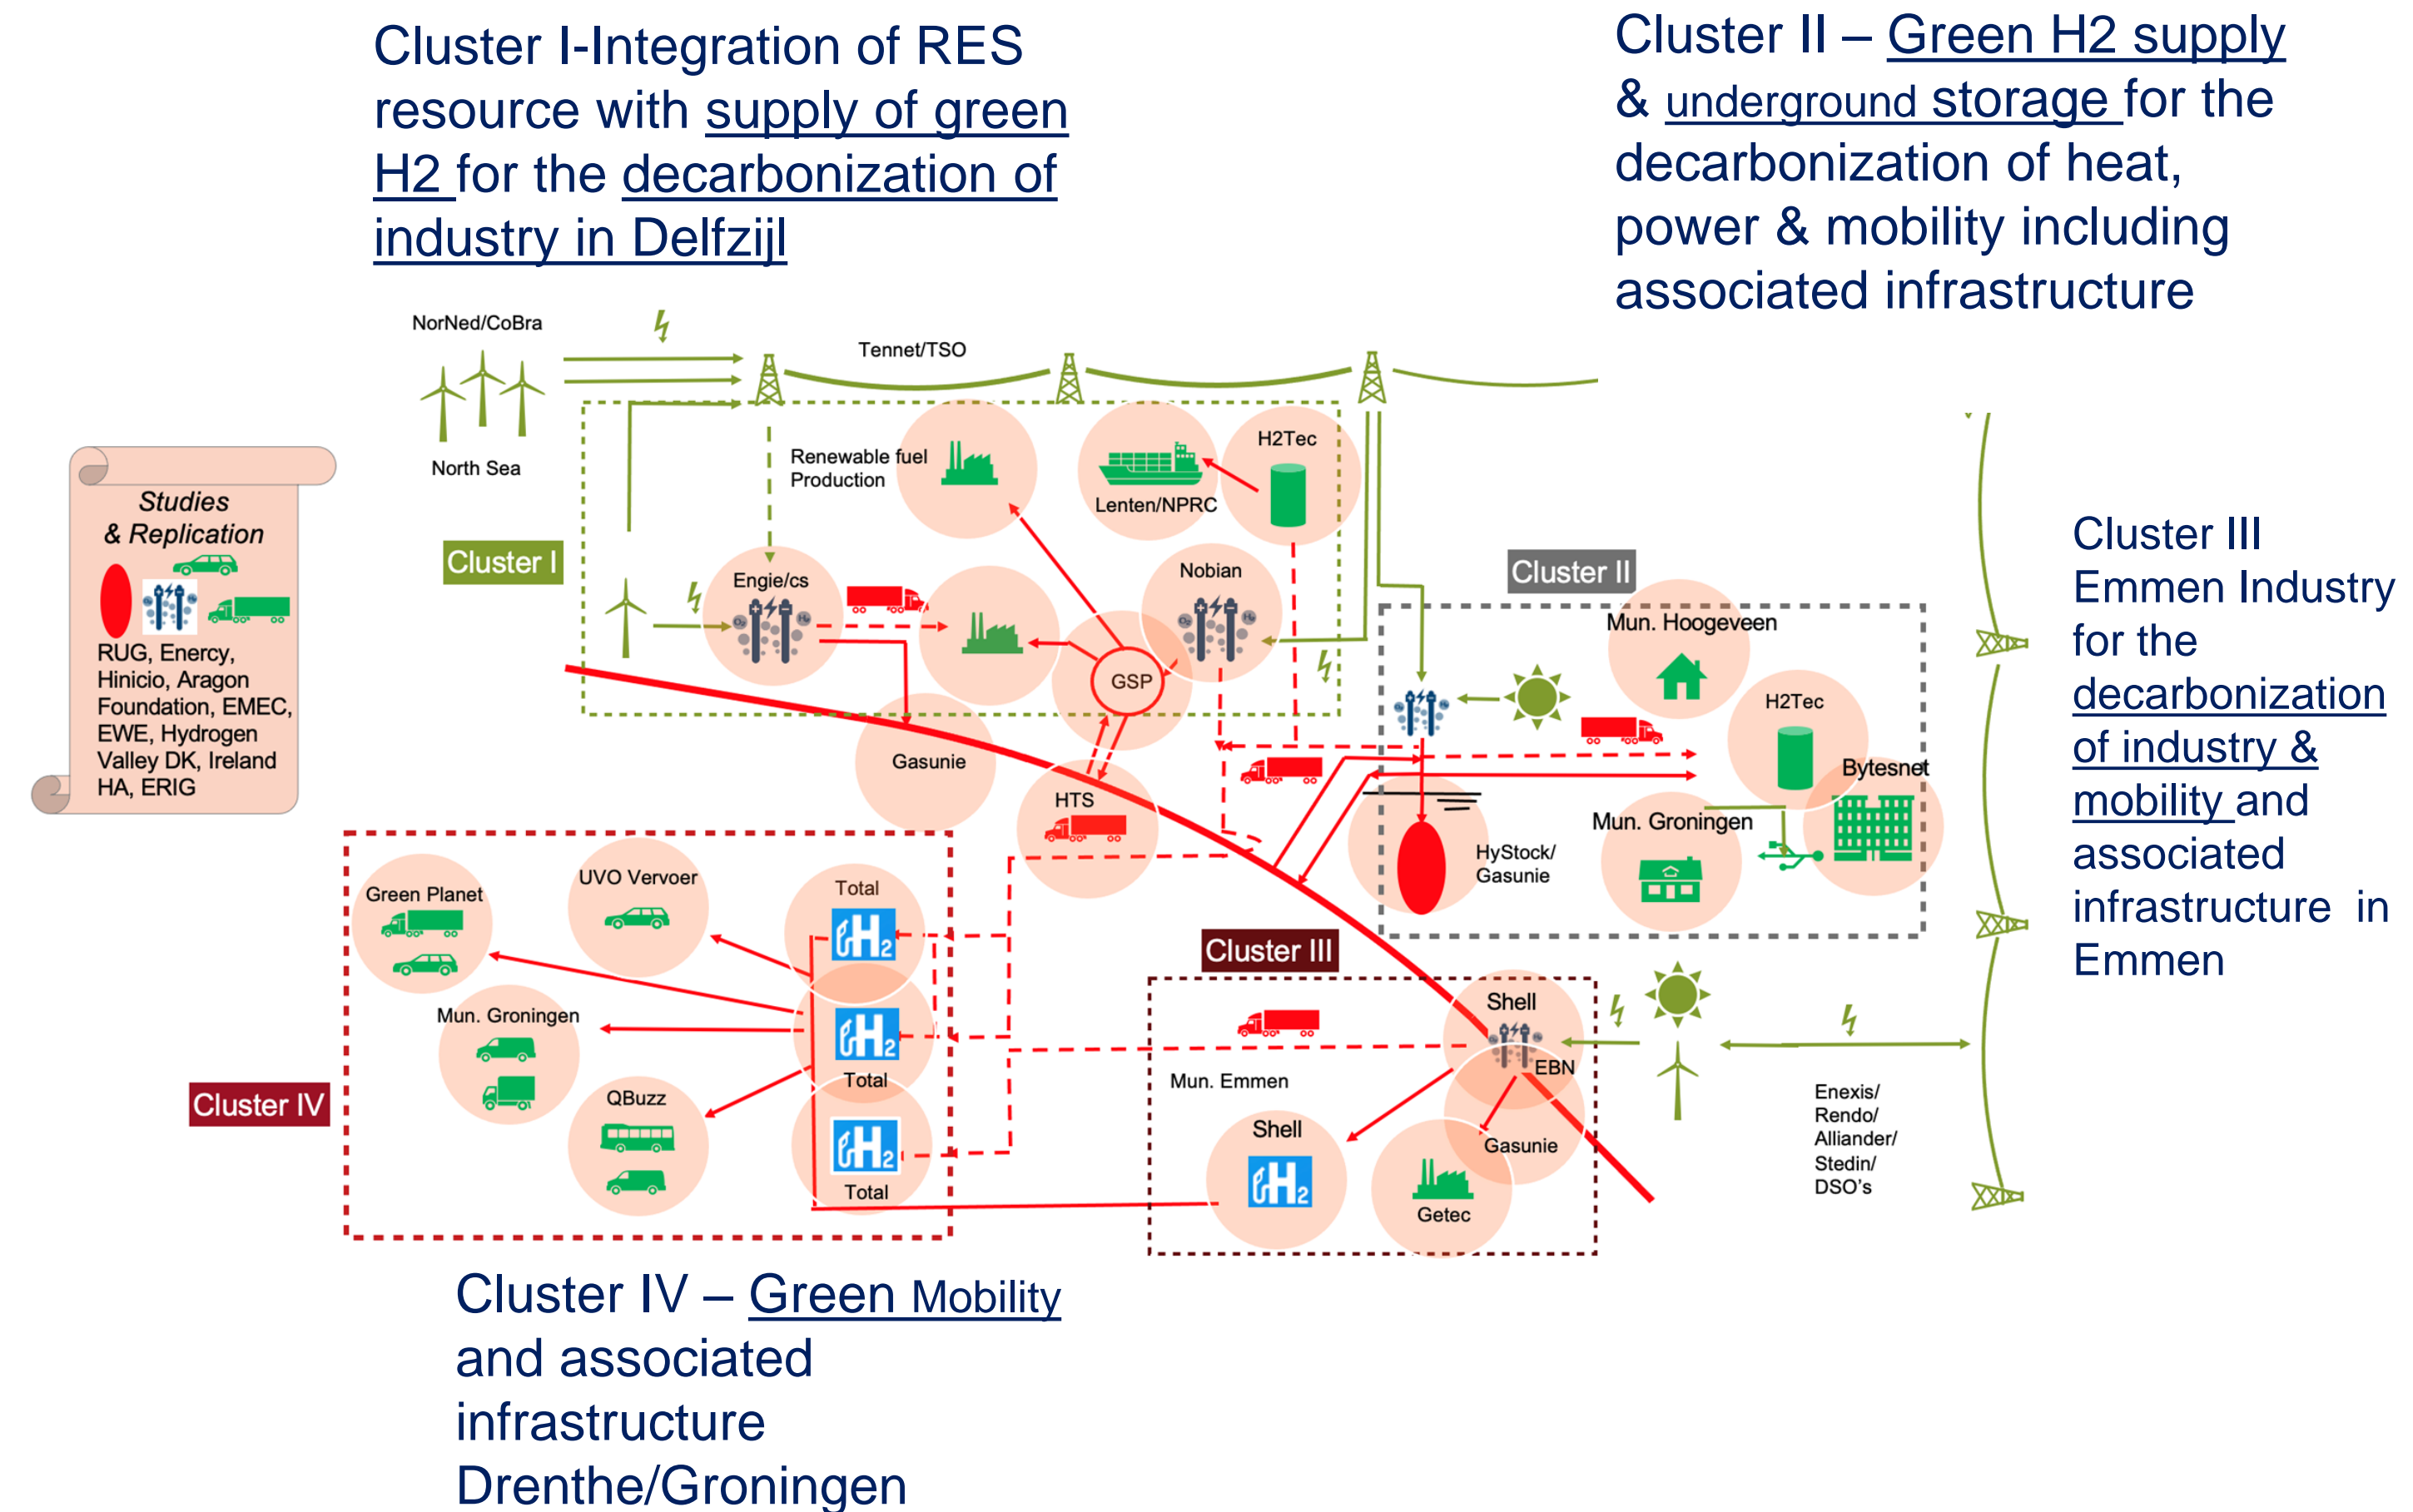 Cluster I-Integration of RES
resource with supply of green
H2 for the decarbonization of
industry in Delfzijl
Cluster II – Green H2 supply
& underground storage for the
decarbonization of heat,
power & mobility including
associated infrastructure
NorNed/CoBra
Tennet/TSO
North Sea
Studies
& Replication
RUG, Enercy,
Hinicio, Aragon
Foundation, EMEC,
EWE, Hydrogen
Valley DK, Ireland
HA, ERIG
Cluster I
Renewable fuel
Production
Lenten/NPRC
H2Tec
Engie/cs
Nobian
GSP
Gasunie
HTS
Cluster II
Mun. Hoogeveen
H2Tec
Bytesnet
Mun. Groningen
HyStock/
Gasunie
Cluster III
Emmen Industry
for the
decarbonization
of industry &
mobility and
associated
infrastructure in
Emmen
Green Planet
UVO Vervoer
Total
H2
Mun. Groningen
H2
Total
Cluster IV
QBuzz
H2
Total
Cluster III
Shell
EBN
Mun. Emmen
Shell
H2
Gasunie
Getec
Enexis/
Rendo/
Alliander/
Stedin/
DSO's
Cluster IV – Green Mobility
and associated
infrastructure
Drenthe/Groningen